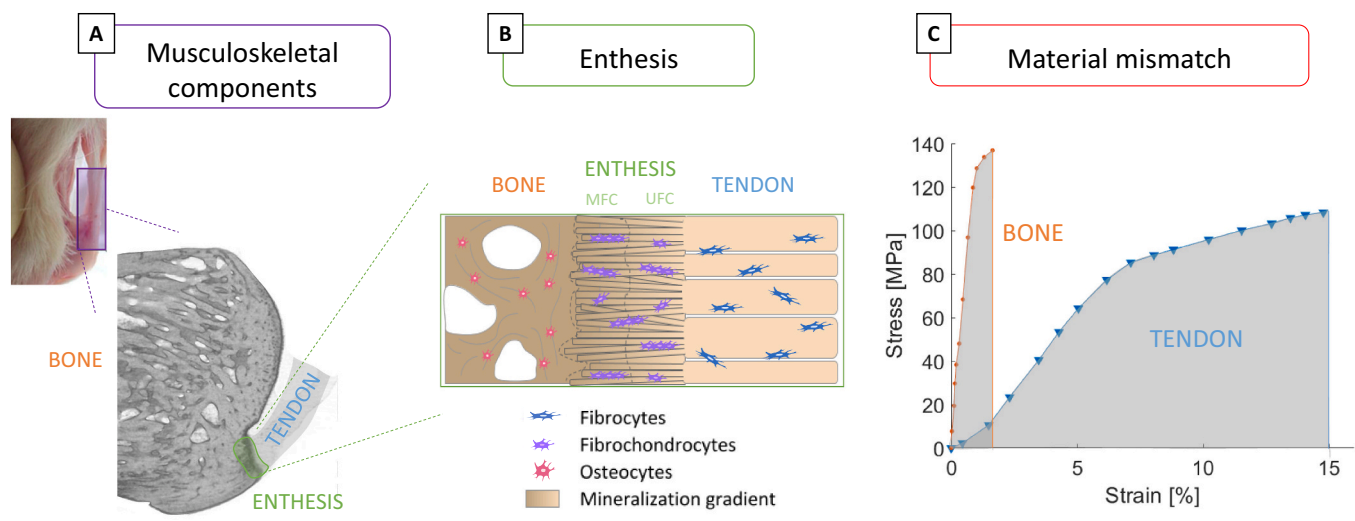 A
Musculoskeletal
components
BONE
TENDON
ENTHESIS
B
Enthesis
BONE
ENTHESIS
TENDON
MFC
UFC
Fibrocytes
Fibrochondrocytes
Osteocytes
Mineralization gradient
C
Material mismatch
Stress [MPa]
140
120
100
80
60
40
20
0
BONE
TENDON
0
5
10
15
Strain [%]